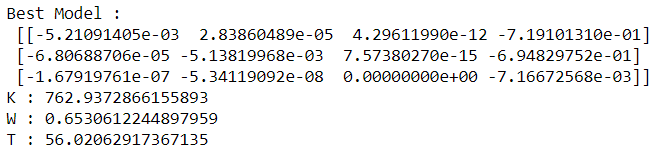 Best Model :
[[-5.21091405e-03 2.83860489e-05 4.29611990e-12 -7.19101310e-01]
[-6.80688706e-05 -5.13819968e-03 7.57380270e-15 -6.94829752e-01]
[-1.67919761e-07 -5.34119092e-08 0.00000000e+00 -7.16672568e-03]]
K : 762.9372866155893
W : 0.6530612244897959
T : 56.02062917367135